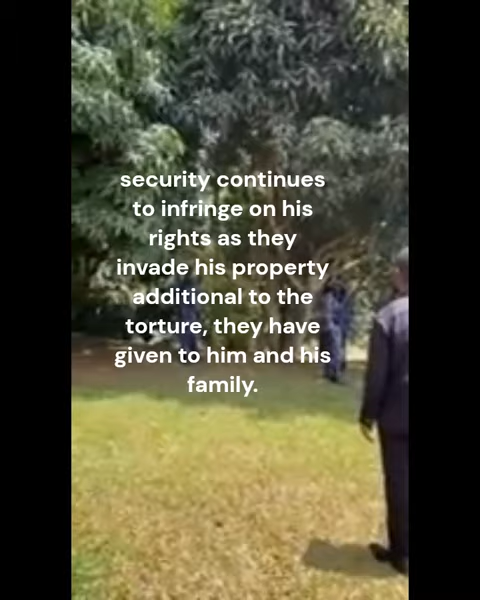 security continues
to infringe on his
rights as they
invade his property
additional to the
torture, they have
given to him and his
family.